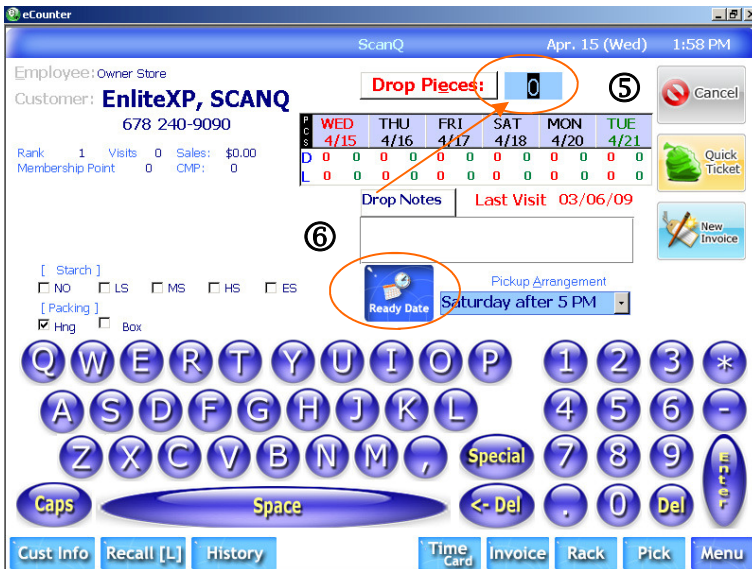 eCounter
ScanQ Apr. 15 (Wed) 1:58 PM
Employee: Owner Store
Customer: EnliteXP, SCANQ
678 240-9090
Rank 1 Visits 0 Sales: $0.00
Membership Point 0 CMP: 0
Drop Pieces: 0 ⑤
PCS WED THU FRI SAT MON TUE
4/15 4/16 4/17 4/18 4/20 4/21
D 0 0 0 0 0 0 0 0 0 0 0 0
L 0 0 0 0 0 0 0 0 0 0 0 0
Drop Notes Last Visit 03/06/09
⑥
Cancel
Quick
Ticket
New
Invoice
[ Starch ]
NO LS MS HS ES
[ Packing ]
Hng Box
Ready Date
Pickup Arrangement
Saturday after 5 PM
Q W E R T Y U I O P 1 2 3 *
A S D F G H J K L 4 5 6 -
Z X C V B N M , Special 7 8 9 Enter
Caps Space <- Del . 0 Del
Cust Info Recall [L] History Time Card Invoice Rack Pick Menu